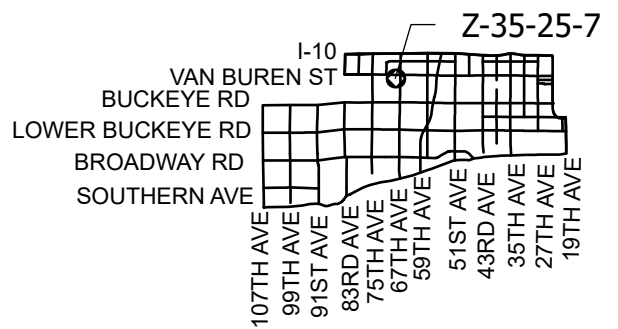 Z-35-25-7
I-10
VAN BUREN ST
BUCKEYE RD
LOWER BUCKEYE RD
BROADWAY RD
SOUTHERN AVE
107TH AVE
99TH AVE
91ST AVE
83RD AVE
75TH AVE
67TH AVE
59TH AVE
51ST AVE
43RD AVE
35TH AVE
27TH AVE
19TH AVE